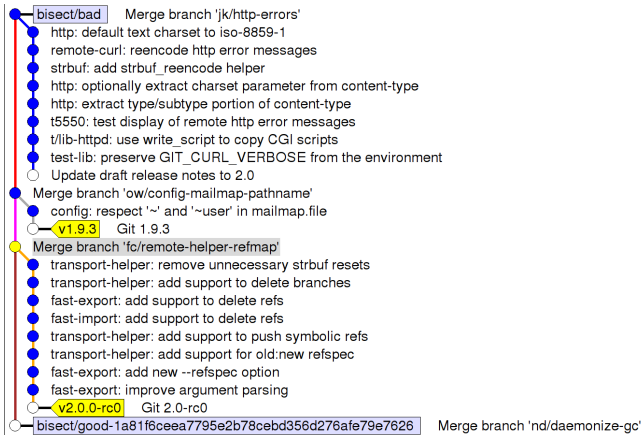 bisect/bad Merge branch 'jk/http-errors'
http: default text charset to iso-8859-1
remote-curl: reencode http error messages
strbuf: add strbuf_reencode helper
http: optionally extract charset parameter from content-type
http: extract type/subtype portion of content-type
t5550: test display of remote http error messages
t/lib-httpd: use write_script to copy CGI scripts
test-lib: preserve GIT_CURL_VERBOSE from the environment
Update draft release notes to 2.0
Merge branch 'ow/config-mailmap-pathname'
config: respect '~' and '~user' in mailmap.file
v1.9.3 Git 1.9.3
Merge branch 'fc/remote-helper-refmap'
transport-helper: remove unnecessary strbuf resets
transport-helper: add support to delete branches
fast-export: add support to delete refs
fast-import: add support to delete refs
transport-helper: add support to push symbolic refs
transport-helper: add support for old:new refspec
fast-export: add new --refspec option
fast-export: improve argument parsing
v2.0.0-rc0 Git 2.0-rc0
bisect/good-1a81f6ceea7795e2b78cebd356d276afe79e7626 Merge branch 'nd/daemonize-gc'